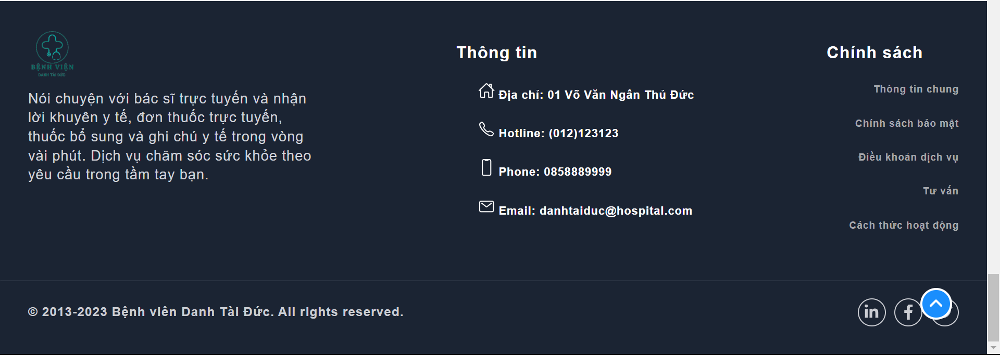 BỆNH VIỆN
DANH TÀI ĐỨC
Nói chuyện với bác sĩ trực tuyến và nhận
lời khuyên y tế, đơn thuốc trực tuyến,
thuốc bổ sung và ghi chú y tế trong vòng
vài phút. Dịch vụ chăm sóc sức khỏe theo
yêu cầu trong tầm tay bạn.
Thông tin
Địa chỉ: 01 Võ Văn Ngân Thủ Đức
Hotline: (012)123123
Phone: 0858889999
Email: danhtaiduc@hospital.com
Chính sách
Thông tin chung
Chính sách bảo mật
Điều khoản dịch vụ
Tư vấn
Cách thức hoạt động
© 2013-2023 Bệnh viên Danh Tài Đức. All rights reserved.